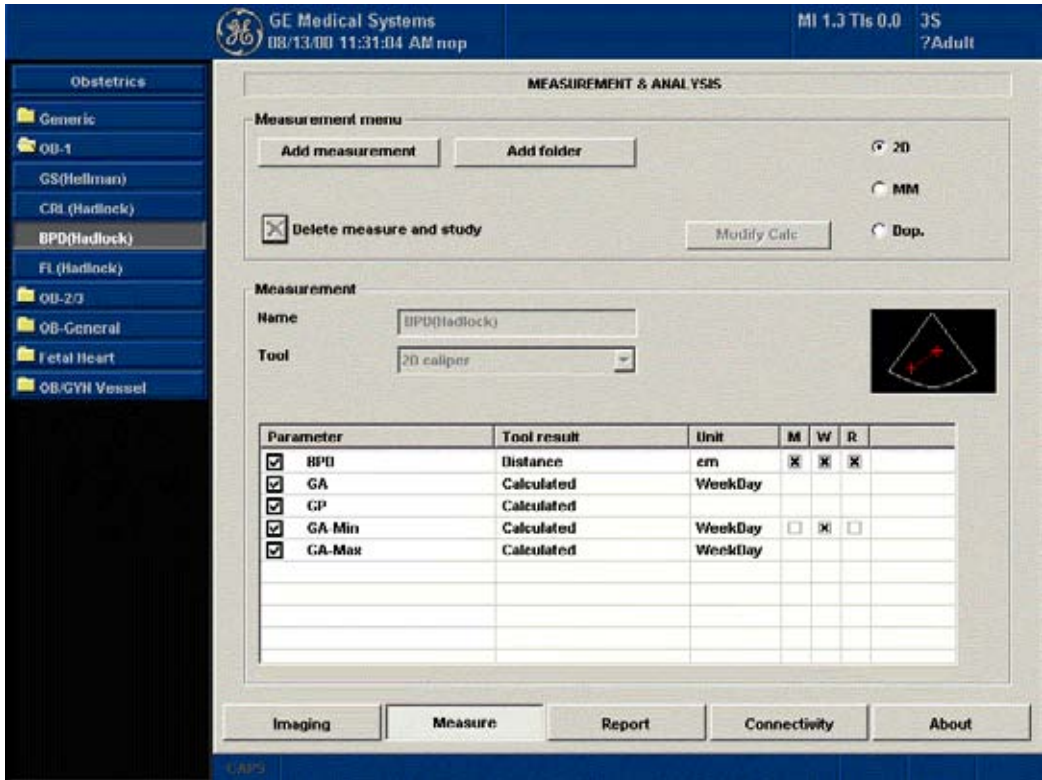 GE Medical Systems
08/13/00 11:31:04 AM nop
MI 1.3 TIs 0.0
3S
?Adult
Obstetrics
Generic
OB-1
GS(Hellman)
CRL (Hadlock)
BPD(Hadlock)
FL (Hadlock)
OB-2/3
OB-General
Fetal Heart
OB/GYN Vessel
MEASUREMENT & ANALYSIS
Measurement menu
Add measurement Add folder
2D
MM
Delete measure and study
Modify Calc
Dop.
Measurement
Name BPD(Hadlock)
Tool 2D caliper
Parameter Tool result Unit M W R
BPD Distance cm
GA Calculated WeekDay
GP Calculated
GA-Min Calculated WeekDay
GA-Max Calculated WeekDay
Imaging Measure Report Connectivity About
CAPS